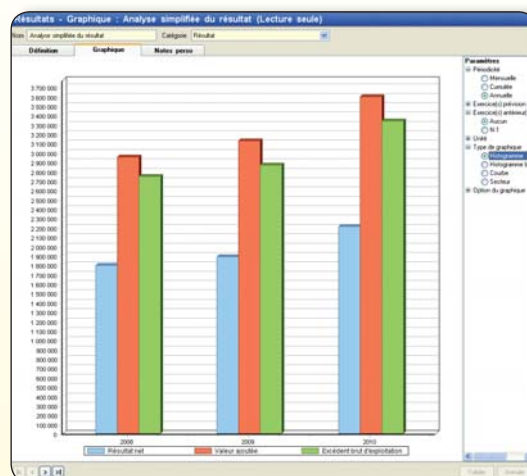 Résultats - Graphique : Analyse simplifiée du résultat (Lecture seule)
Nom Analyse simplifiée du résultat Catégorie Résultat
Définition Graphique Notes perso
Paramètres
Périodicité
Mensuelle
Cumulée
Annuelle
Exercice(s) prévision
Exercice(s) antérieur(
Aucun
N-1
Unité
Type de graphique
Histogramme
Histogramme
Courbe
Secteur
Option du graphique
3 700 000
3 600 000
3 500 000
3 400 000
3 300 000
3 200 000
3 100 000
3 000 000
2 900 000
2 800 000
2 700 000
2 600 000
2 500 000
2 400 000
2 300 000
2 200 000
2 100 000
2 000 000
1 900 000
1 800 000
1 700 000
1 600 000
1 500 000
1 400 000
1 300 000
1 200 000
1 100 000
1 000 000
900 000
800 000
700 000
600 000
500 000
400 000
300 000
200 000
100 000
0
2008 2009 2010
Résultat net Valeur ajoutée Excédent brut d'exploitation
Valider Annuler